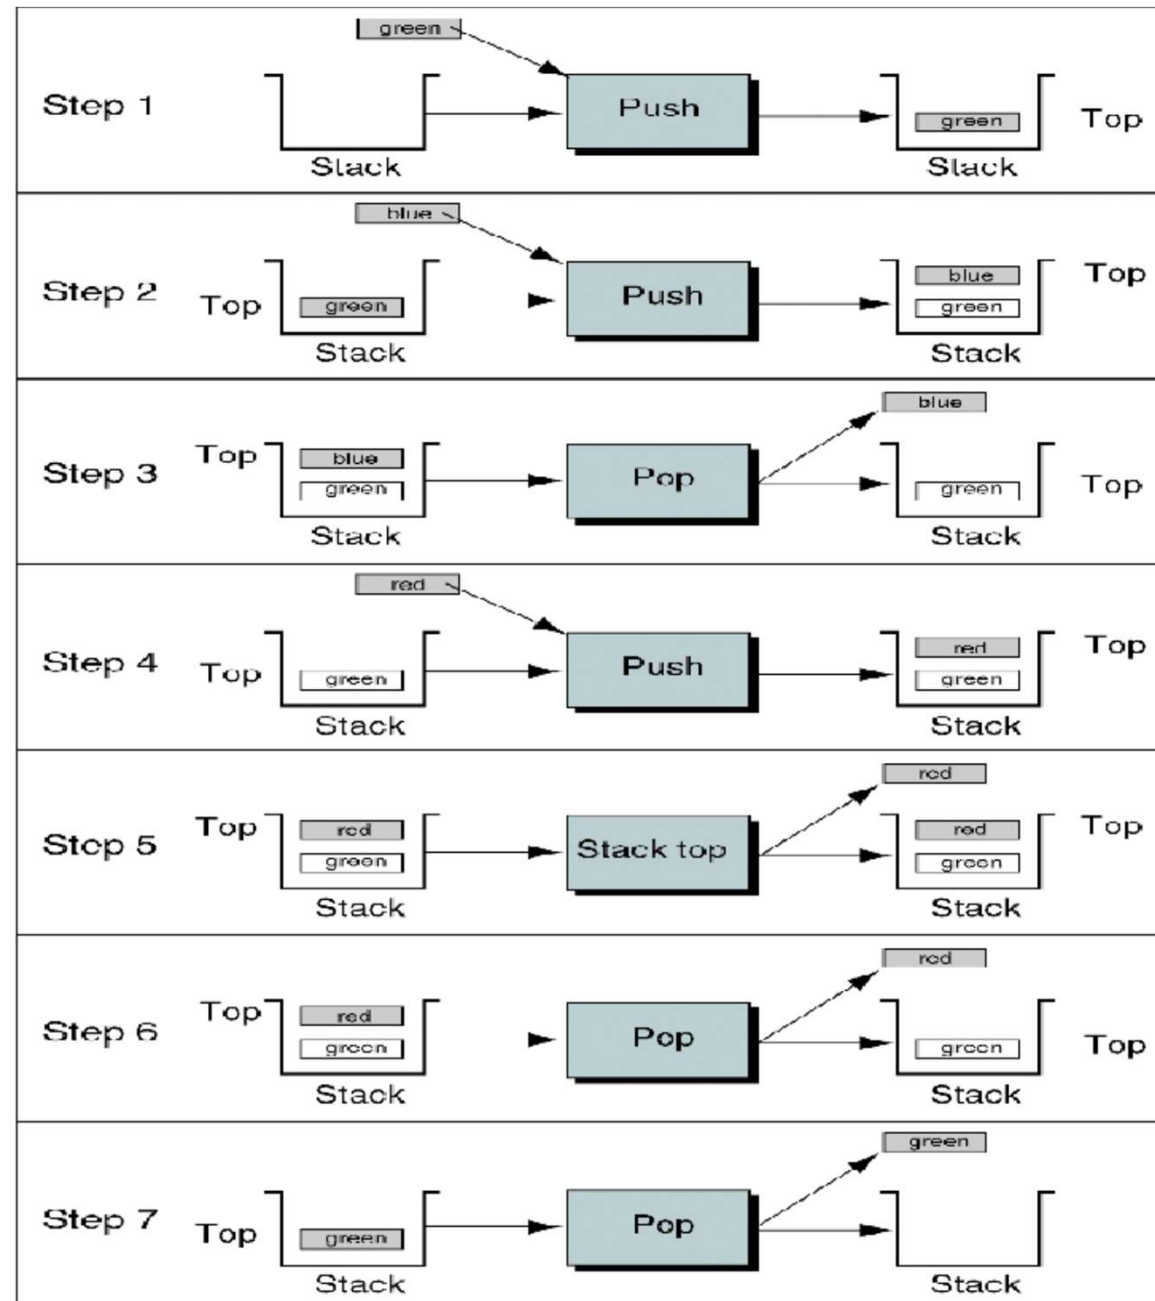 green
Step 1 Push green Top
Stack Stack
blue
Step 2 Top green Push blue Top
green
Stack Stack
blue
Step 3 Top blue Pop
green green Top
Stack Stack
red
Step 4 Top green Push red Top
green
Stack Stack
red
Step 5 Top red Stack top red Top
green green
Stack Stack
red
Step 6 Top red Pop
green green Top
Stack Stack
green
Step 7 Top green Pop
Stack Stack